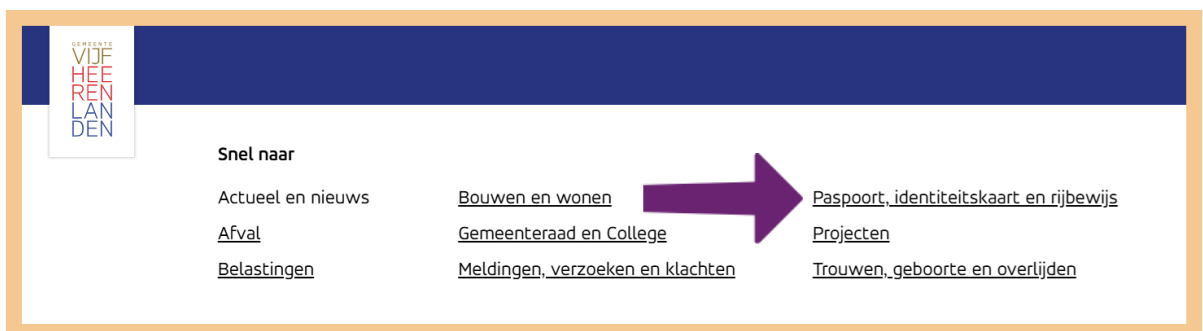 GEMEENTE
VIJF
HEE
REN
LAN
DEN
Snel naar
Actueel en nieuws
Bouwen en wonen
Paspoort, identiteitskaart en rijbewijs
Afval
Gemeenteraad en College
Projecten
Belastingen
Meldingen, verzoeken en klachten
Trouwen, geboorte en overlijden